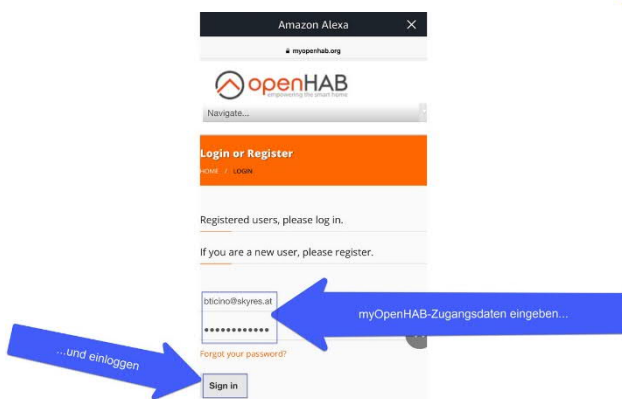 Amazon Alexa
myopenhab.org
openHAB
empowering the smart home
Navigate...
Login or Register
HOME / LOGIN
Registered users, please log in.
If you are a new user, please register.
bticino@skyres.at
myOpenHAB-Zugangsdaten eingeben...
Forgot your password?
...und einloggen
Sign in